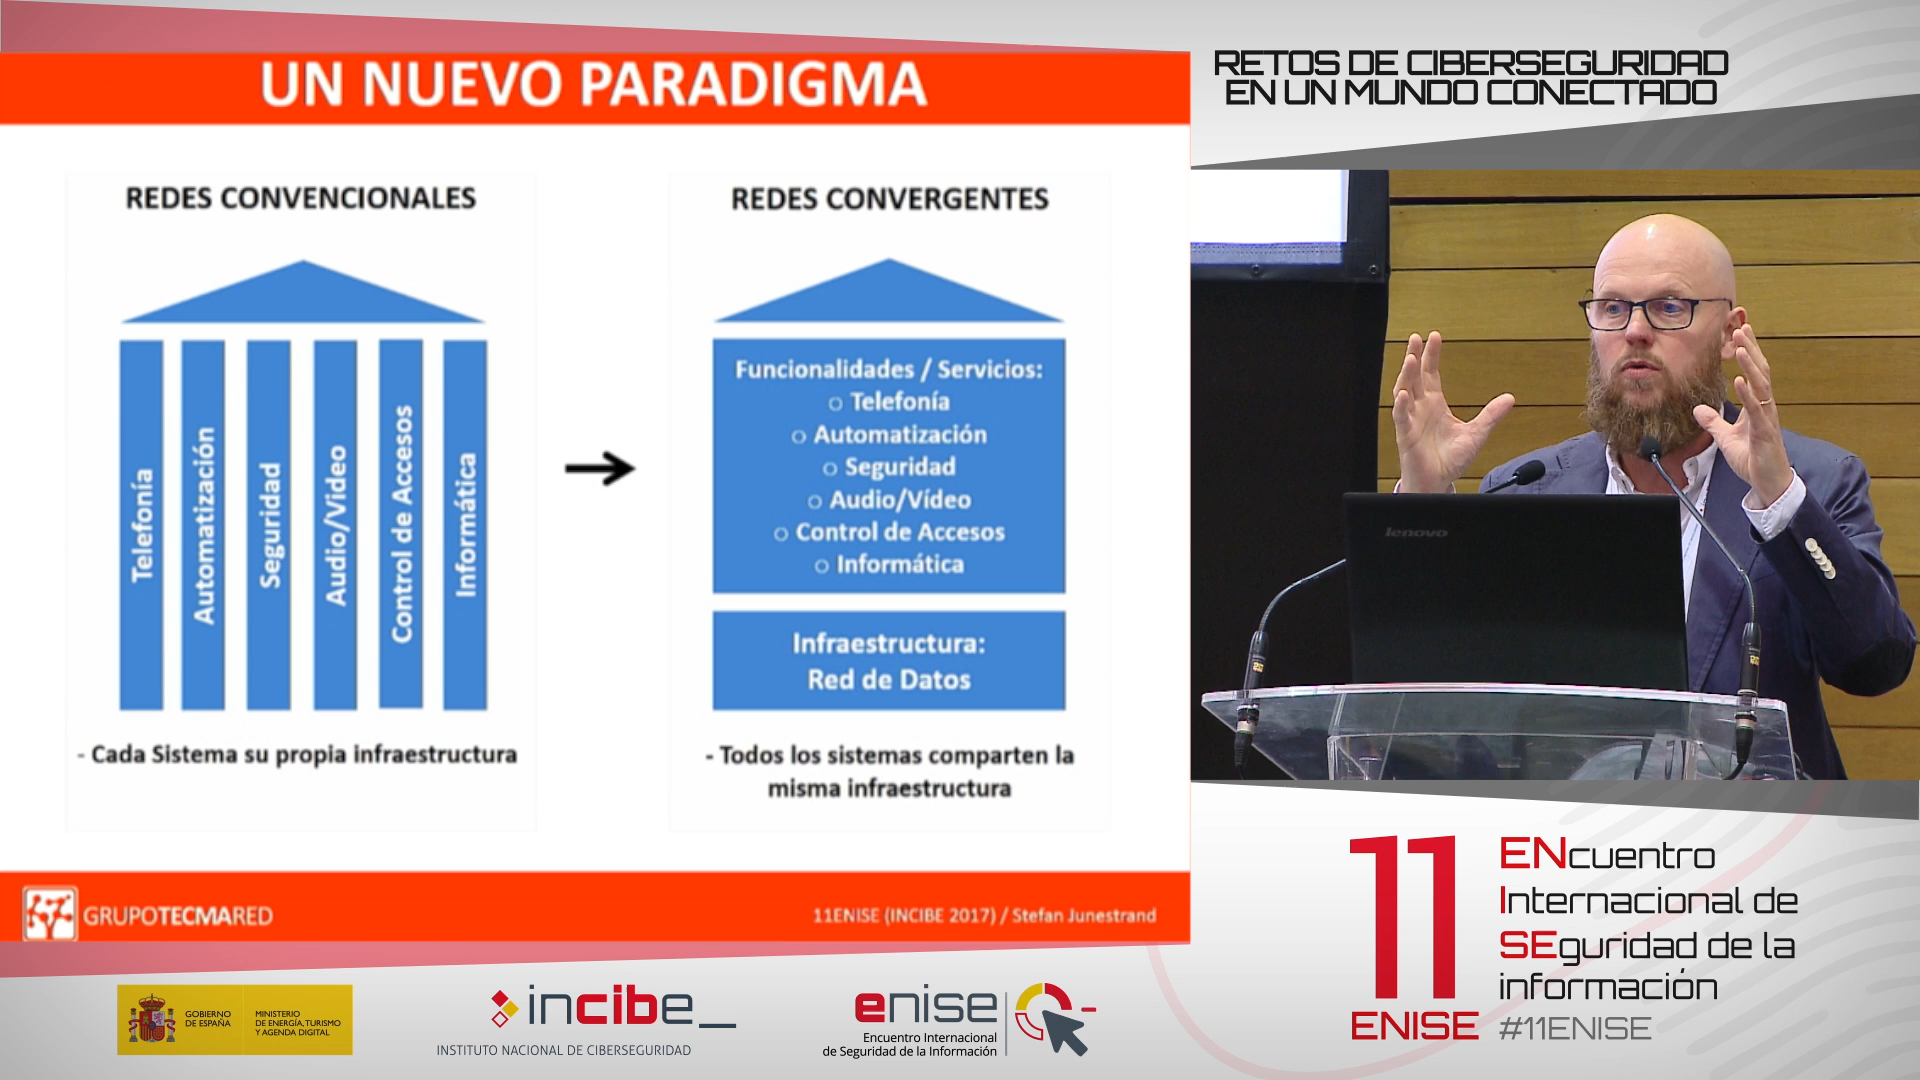 UN NUEVO PARADIGMA
REDES CONVENCIONALES
Telefonía
Automatización
Seguridad
Audio/Video
Control de Accesos
Informática
- Cada Sistema su propia infraestructura
REDES CONVERGENTES
Funcionalidades / Servicios:
o Telefonía
o Automatización
o Seguridad
o Audio/Vídeo
o Control de Accesos
o Informática
Infraestructura:
Red de Datos
- Todos los sistemas comparten la
misma infraestructura
GRUPOTECMARED
11ENISE (INCIBE 2017) / Stefan Junestrand
RETOS DE CIBERSEGURIDAD
EN UN MUNDO CONECTADO
lenovo
11
ENISE
ENcuentro
Internacional de
SEguridad de la
información
#11ENISE
GOBIERNO
DE ESPAÑA
MINISTERIO
DE ENERGÍA, TURISMO
Y AGENDA DIGITAL
incibe_
INSTITUTO NACIONAL DE CIBERSEGURIDAD
enise
Encuentro Internacional
de Seguridad de la Información